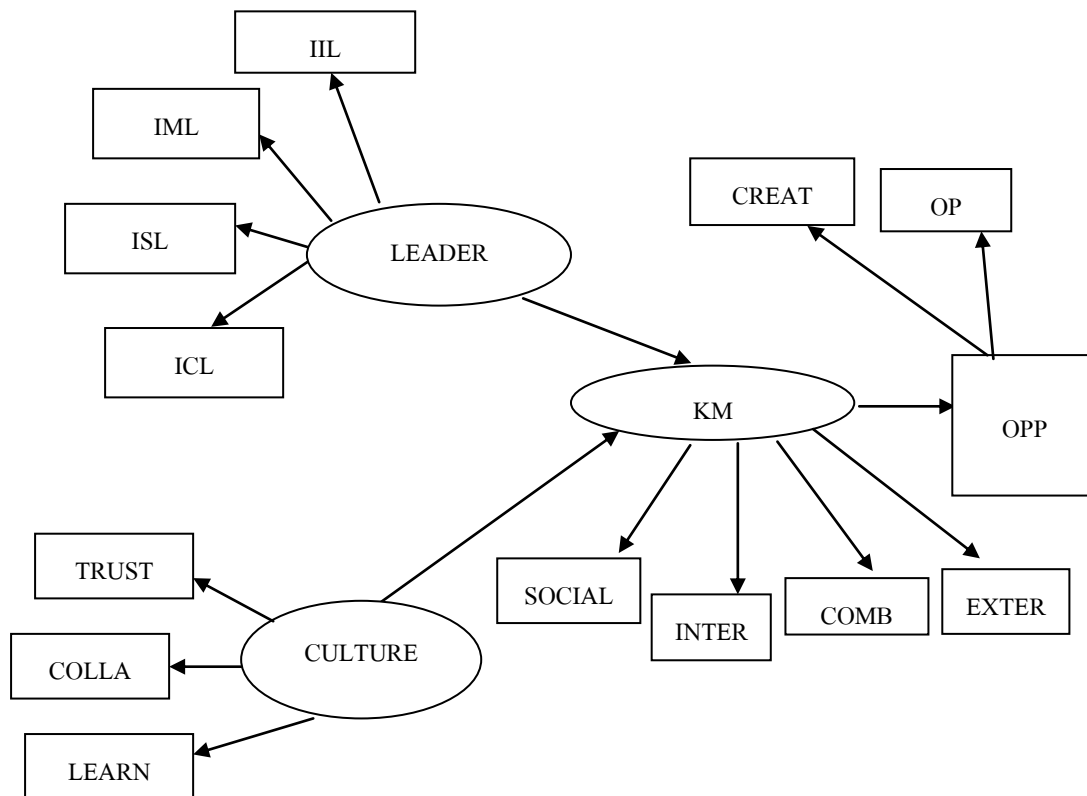 IIL
IML
ISL
ICL
LEADER
CREAT
OP
KM
OPP
SOCIAL
INTER
COMB
EXTER
TRUST
COLLA
LEARN
CULTURE